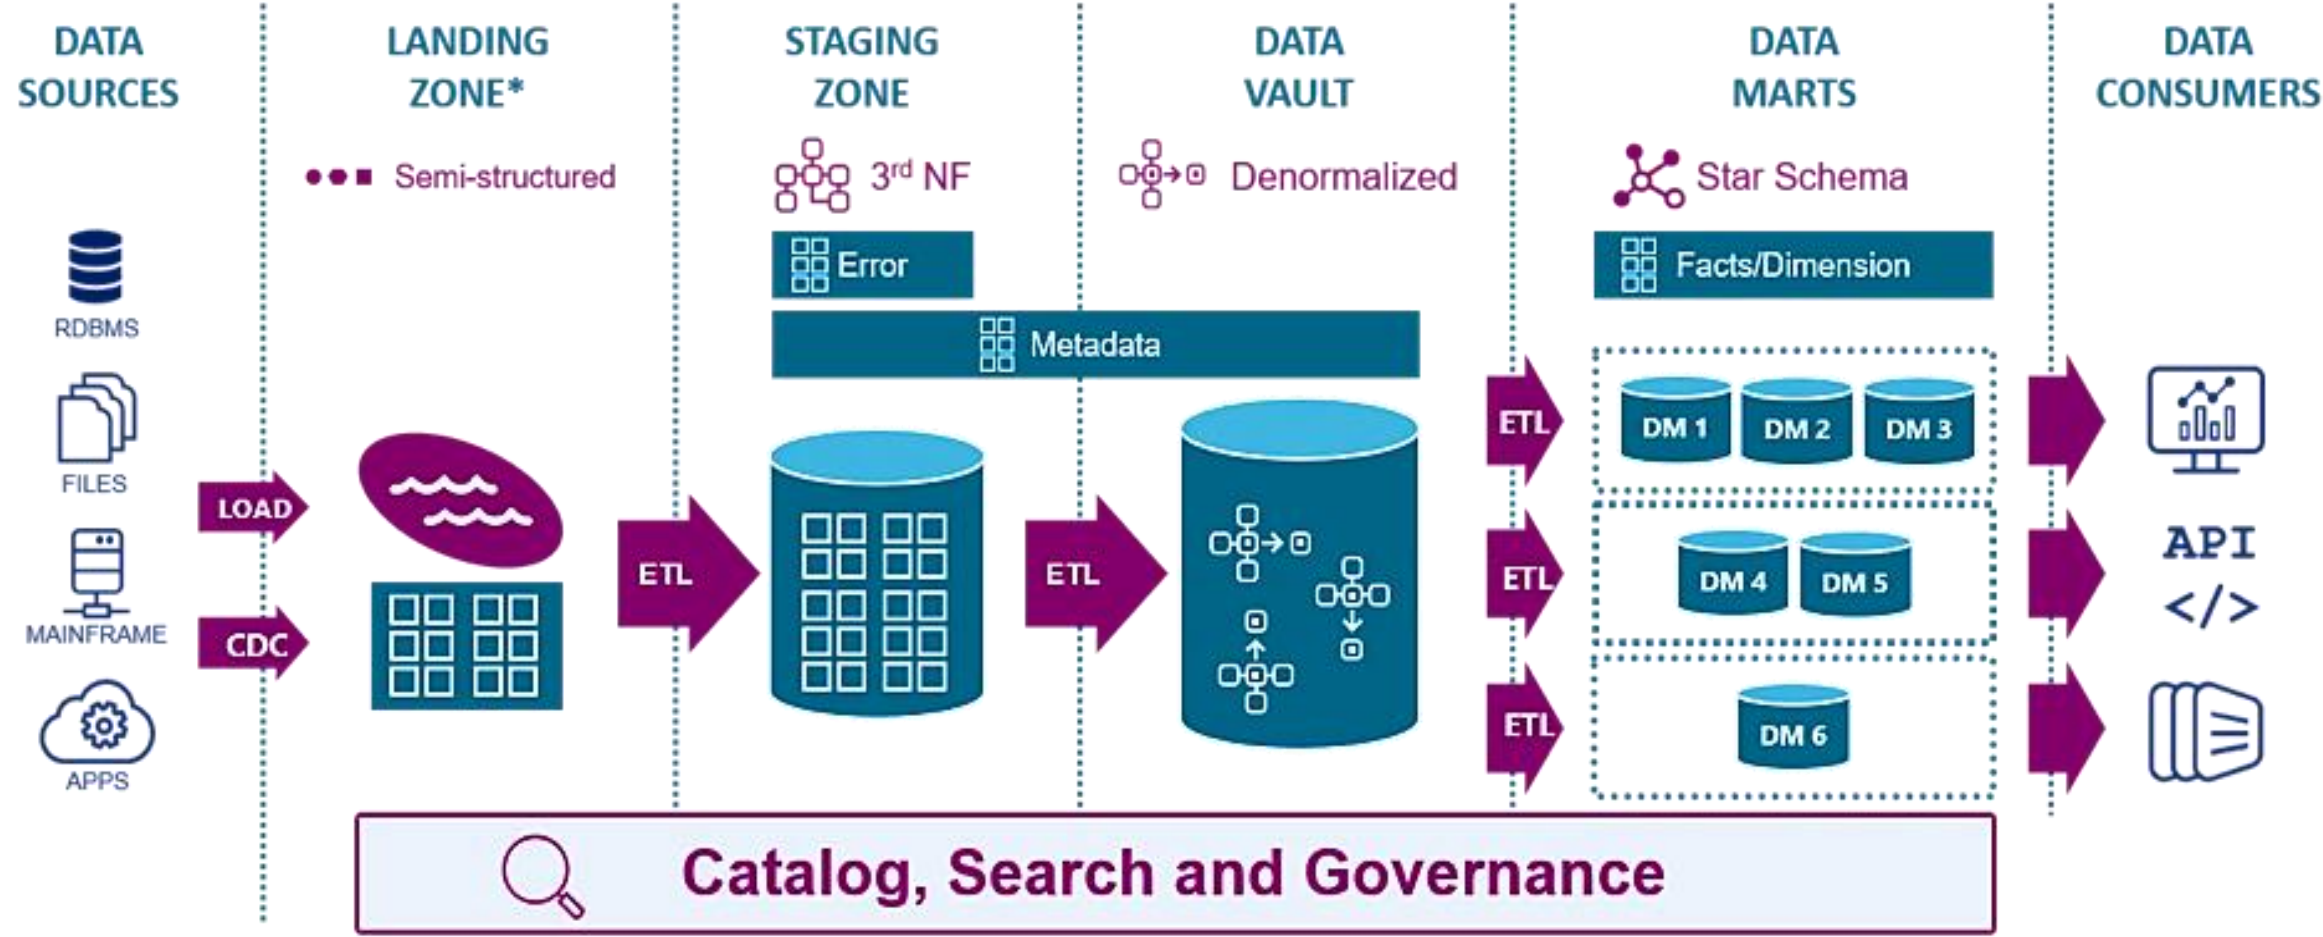 DATA
SOURCES
LANDING
ZONE*
STAGING
ZONE
DATA
VAULT
DATA
MARTS
DATA
CONSUMERS
Semi-structured
3rd NF
Denormalized
Star Schema
Error
Facts/Dimension
Metadata
RDBMS
FILES
MAINFRAME
APPS
LOAD
CDC
ETL
ETL
ETL
ETL
ETL
DM 1
DM 2
DM 3
DM 4
DM 5
DM 6
API
</>
Catalog, Search and Governance